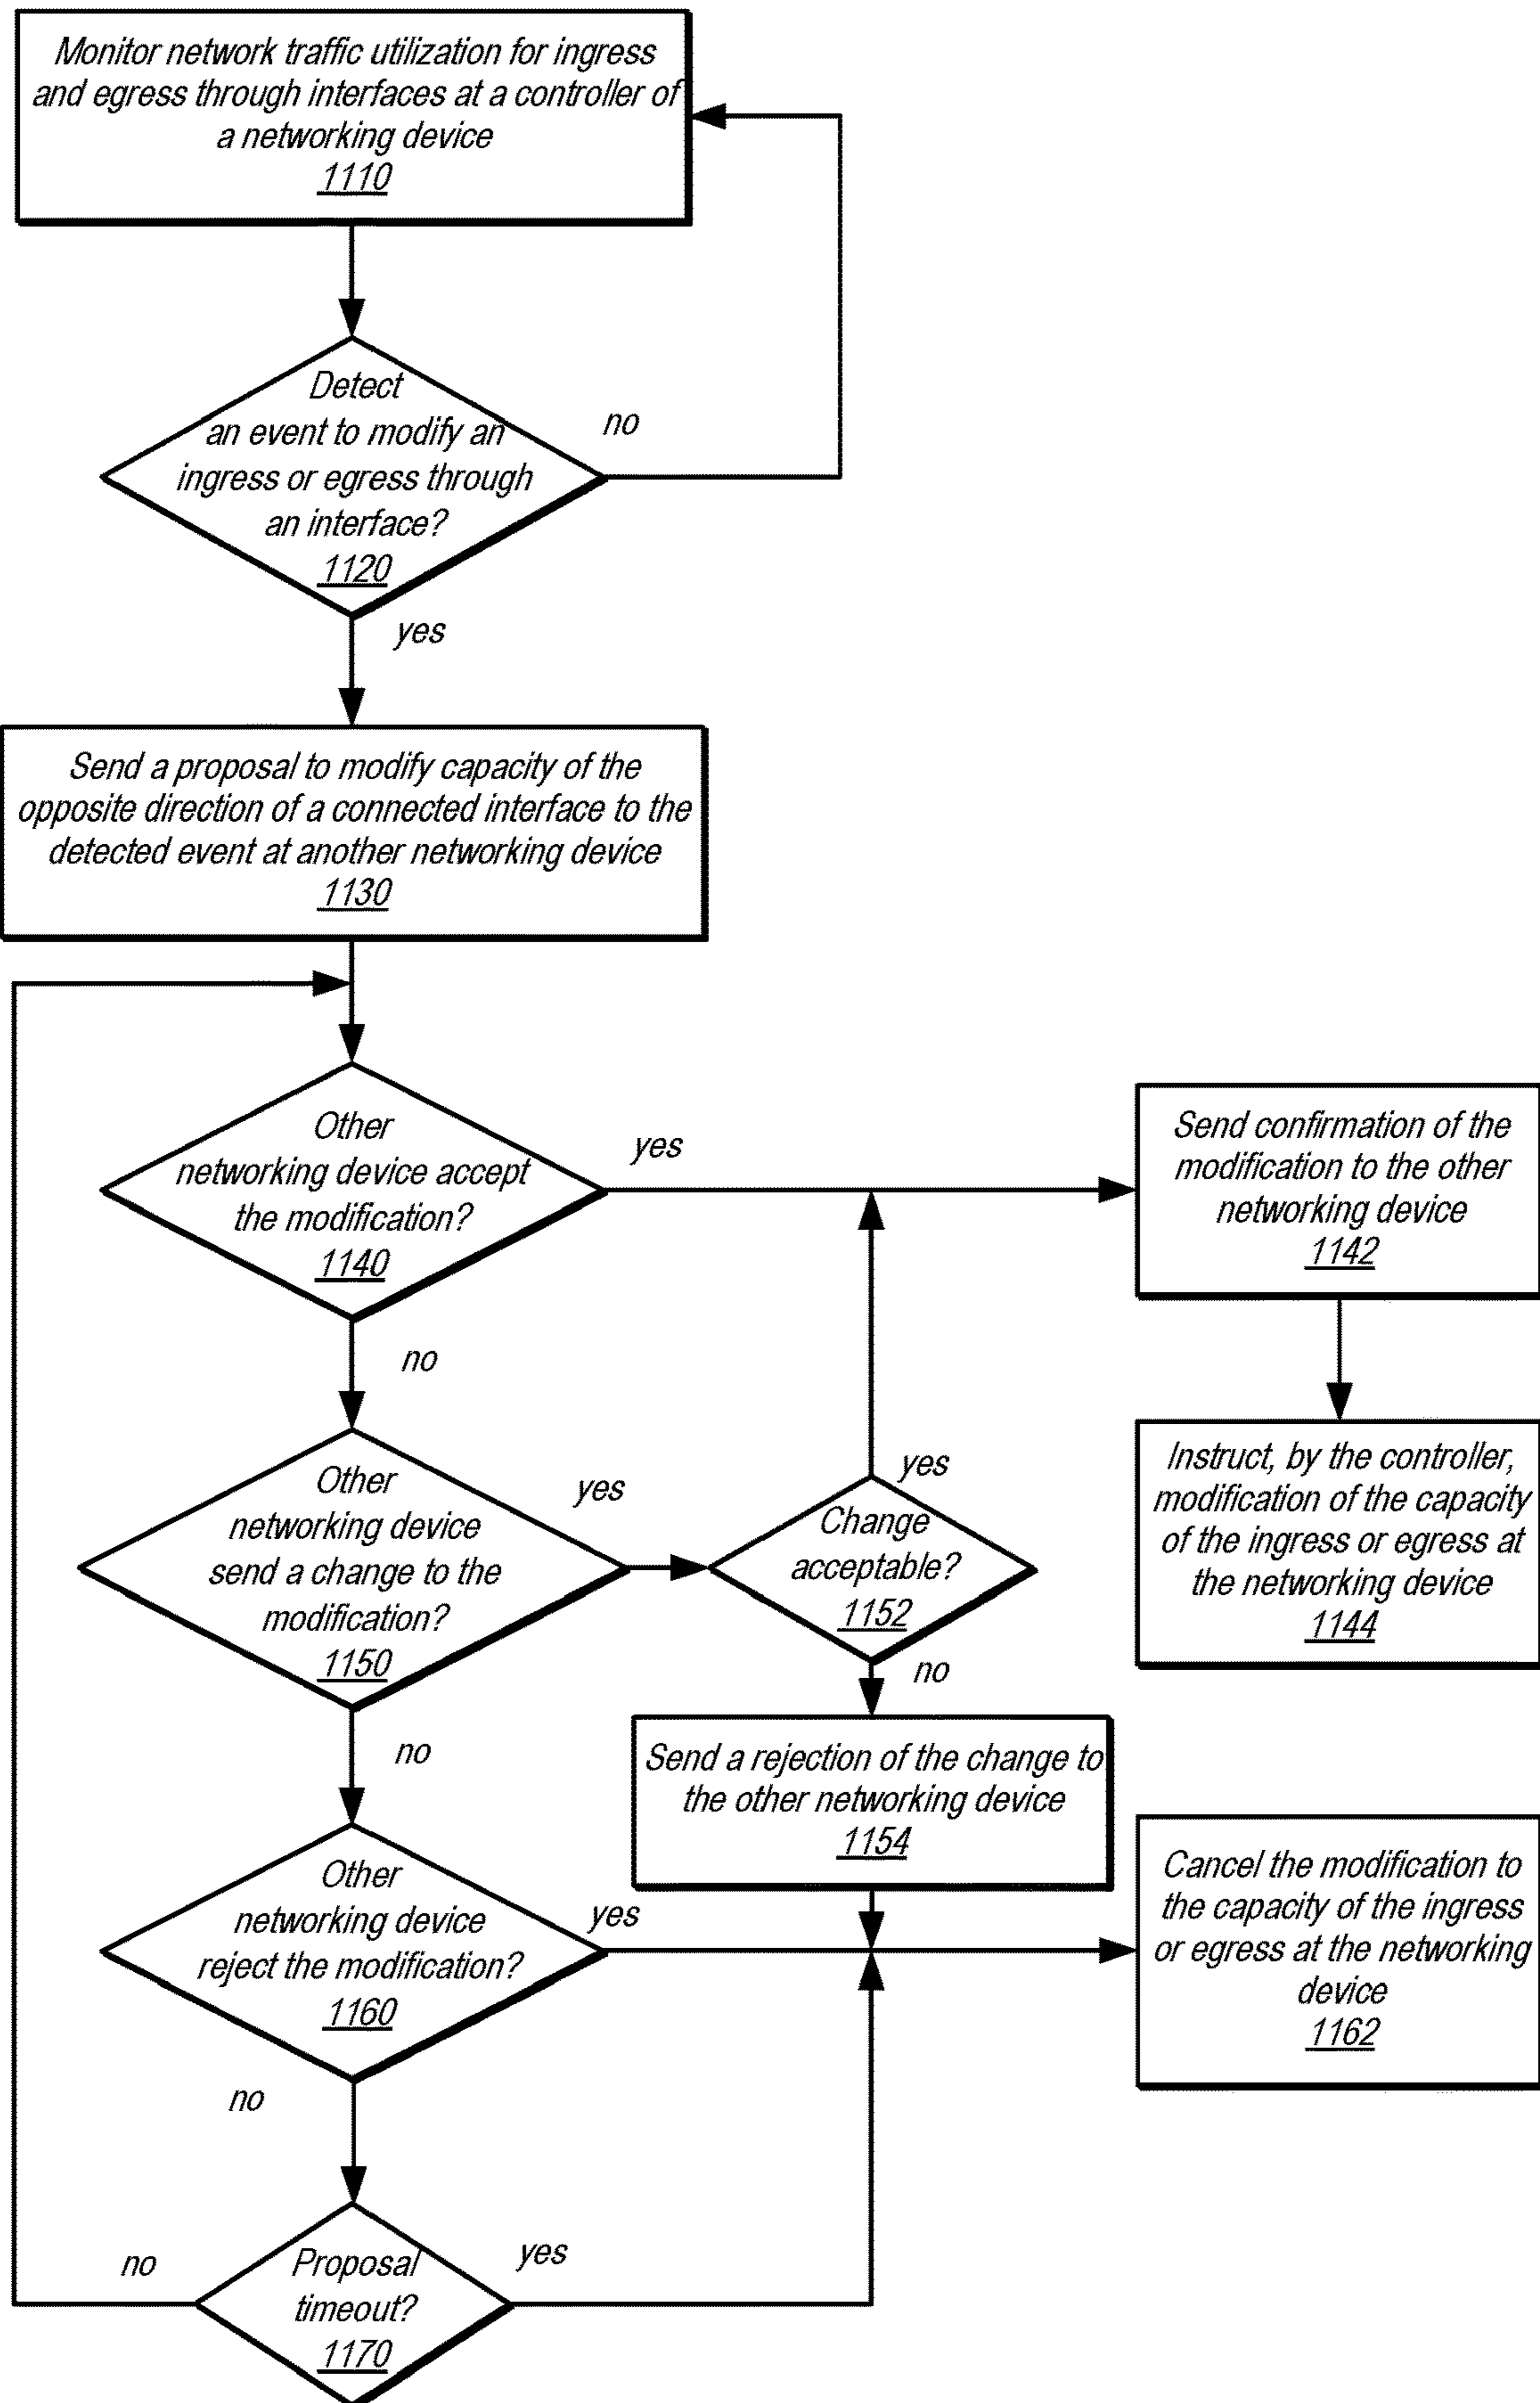 Monitor network traffic utilization for ingress
and egress through interfaces at a controller of
a networking device
1110
Detect
an event to modify an
ingress or egress through
an interface?
1120
no
yes
Send a proposal to modify capacity of the
opposite direction of a connected interface to the
detected event at another networking device
1130
Other
networking device accept
the modification?
1140
yes
no
Send confirmation of the
modification to the other
networking device
1142
Instruct, by the controller,
modification of the capacity
of the ingress or egress at
the networking device
1144
Other
networking device
send a change to the
modification?
1150
yes
no
Change
acceptable?
1152
yes
no
Send a rejection of the change to
the other networking device
1154
Other
networking device
reject the modification?
1160
yes
no
Cancel the modification to
the capacity of the ingress
or egress at the networking
device
1162
Proposal
timeout?
1170
no
yes